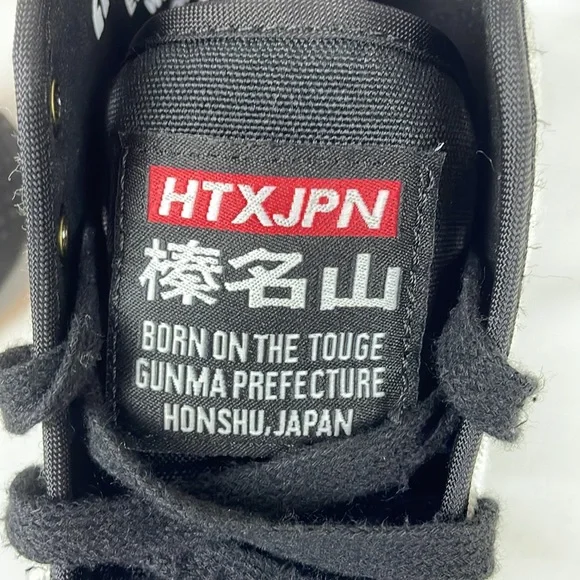 HTXJPN
榛名山
BORN ON THE TOUGE
GUNMA PREFECTURE
HONSHU, JAPAN